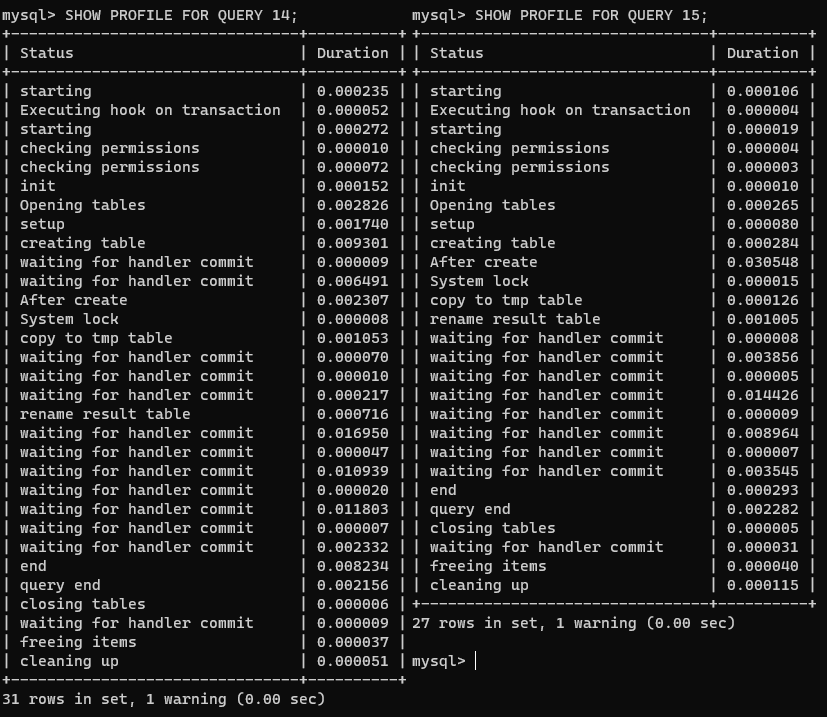 mysql> SHOW PROFILE FOR QUERY 14;
+--------------------------------+----------+
| Status                         | Duration |
+--------------------------------+----------+
| starting                       | 0.000235 |
| Executing hook on transaction  | 0.000052 |
| starting                       | 0.000272 |
| checking permissions           | 0.000010 |
| checking permissions           | 0.000072 |
| init                           | 0.000152 |
| Opening tables                 | 0.002826 |
| setup                          | 0.001740 |
| creating table                 | 0.009301 |
| waiting for handler commit     | 0.000009 |
| waiting for handler commit     | 0.006491 |
| After create                   | 0.002307 |
| System lock                    | 0.000008 |
| copy to tmp table              | 0.001053 |
| waiting for handler commit     | 0.000070 |
| waiting for handler commit     | 0.000010 |
| waiting for handler commit     | 0.000217 |
| rename result table            | 0.000716 |
| waiting for handler commit     | 0.016950 |
| waiting for handler commit     | 0.000047 |
| waiting for handler commit     | 0.010939 |
| waiting for handler commit     | 0.000020 |
| waiting for handler commit     | 0.011803 |
| waiting for handler commit     | 0.000007 |
| waiting for handler commit     | 0.002332 |
| end                            | 0.008234 |
| query end                      | 0.002156 |
| closing tables                 | 0.000006 |
| waiting for handler commit     | 0.000009 |
| freeing items                  | 0.000037 |
| cleaning up                    | 0.000051 |
+--------------------------------+----------+
31 rows in set, 1 warning (0.00 sec)
mysql> SHOW PROFILE FOR QUERY 15;
+--------------------------------+----------+
| Status                         | Duration |
+--------------------------------+----------+
| starting                       | 0.000106 |
| Executing hook on transaction  | 0.000004 |
| starting                       | 0.000019 |
| checking permissions           | 0.000004 |
| checking permissions           | 0.000003 |
| init                           | 0.000010 |
| Opening tables                 | 0.000265 |
| setup                          | 0.000080 |
| creating table                 | 0.000284 |
| After create                   | 0.030548 |
| System lock                    | 0.000015 |
| copy to tmp table              | 0.000126 |
| rename result table            | 0.001005 |
| waiting for handler commit     | 0.000008 |
| waiting for handler commit     | 0.003856 |
| waiting for handler commit     | 0.000005 |
| waiting for handler commit     | 0.014426 |
| waiting for handler commit     | 0.000009 |
| waiting for handler commit     | 0.008964 |
| waiting for handler commit     | 0.000007 |
| waiting for handler commit     | 0.003545 |
| end                            | 0.000293 |
| query end                      | 0.002282 |
| closing tables                 | 0.000005 |
| waiting for handler commit     | 0.000031 |
| freeing items                  | 0.000040 |
| cleaning up                    | 0.000115 |
+--------------------------------+----------+
27 rows in set, 1 warning (0.00 sec)
mysql>